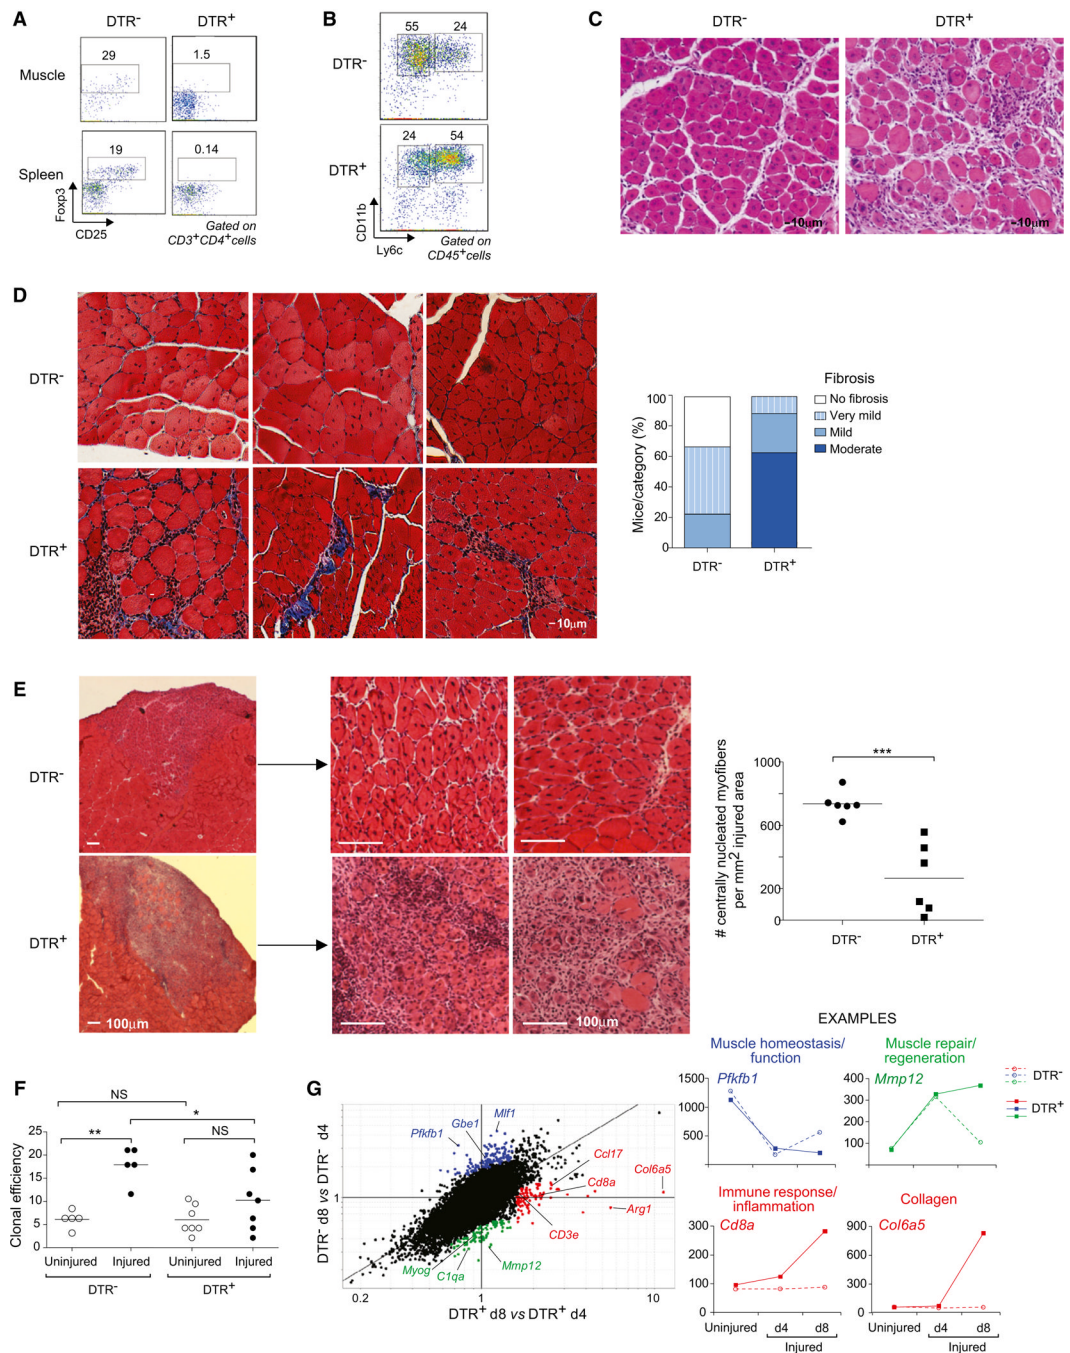 A
DTR- DTR+
Muscle
29 1.5
Spleen
19 0.14
Foxp3
CD25
Gated on
CD3+CD4+cells
B
55 24
DTR-
24 54
DTR+
CD11b
Ly6c
Gated on
CD45+cells
C
DTR- DTR+
10µm 10µm
D
DTR-
DTR+
10µm
Fibrosis
No fibrosis
Very mild
Mild
Moderate
Mice/category (%)
100
80
60
40
20
0
DTR- DTR+
E
DTR-
DTR+
100µm 100µm
# centrally nucleated myofibers
per mm2 injured area
***
1000
600
200
0
DTR- DTR+
F
NS
*
** NS
Clonal efficiency
25
20
15
10
5
0
Uninjured Injured Uninjured Injured
DTR- DTR+
G
DTR- d8 vs DTR- d4
Mlf1
Gbe1
Pfkfb1
Ccl17
Col6a5
Cd8a
Arg1
CD3e
Myog
C1qa
Mmp12
1
0.2 1 10
DTR+ d8 vs DTR+ d4
EXAMPLES
Muscle homeostasis/
function
Pfkfb1
1500
1000
500
Muscle repair/
regeneration
Mmp12
400
300
200
100
DTR-
DTR+
Immune response/
inflammation
Cd8a
300
200
100
0
Uninjured d4 d8
Injured
Collagen
Col6a5
900
600
300
0
Uninjured d4 d8
Injured